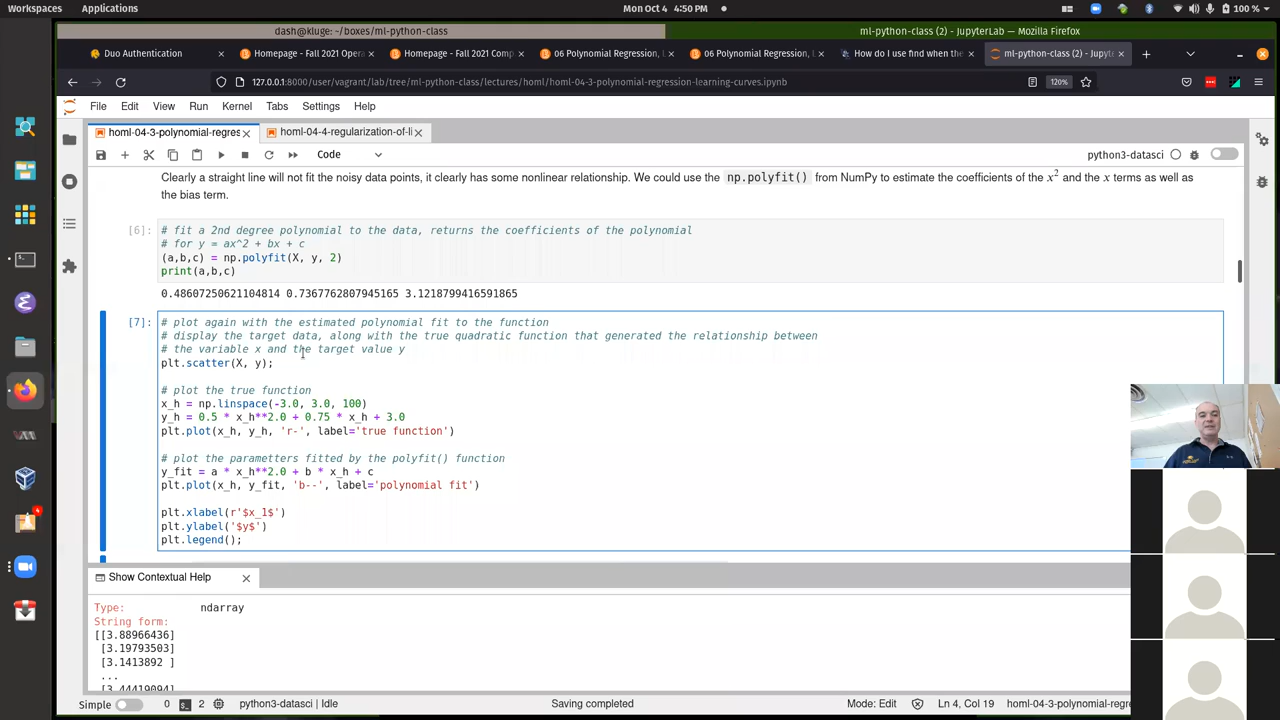 Workspaces Applications Mon Oct 4 4:50 PM 100 %
dash@kluge:~/boxes/ml-python-class ml-python-class (2) - JupyterLab — Mozilla Firefox
Duo Authentication Homepage - Fall 2021 Opera Homepage - Fall 2021 Comp 06 Polynomial Regression, L 06 Polynomial Regression, L How do I use find when the ml-python-class (2) - Jupyte
127.0.0.1:8000/user/vagrant/lab/tree/ml-python-class/lectures/homl/homl-04-3-polynomial-regression-learning-curves.ipynb 120%
File Edit View Run Kernel Tabs Settings Help
homl-04-3-polynomial-regres homl-04-4-regularization-of-li
Code python3-datasci
Clearly a straight line will not fit the noisy data points, it clearly has some nonlinear relationship. We could use the np.polyfit() from NumPy to estimate the coefficients of the x² and the x terms as well as
the bias term.
[6]: # fit a 2nd degree polynomial to the data, returns the coefficients of the polynomial
# for y = ax^2 + bx + c
(a,b,c) = np.polyfit(X, y, 2)
print(a,b,c)
0.48607250621104814 0.7367762807945165 3.1218799416591865
[7]: # plot again with the estimated polynomial fit to the function
# display the target data, along with the true quadratic function that generated the relationship between
# the variable x and the target value y
plt.scatter(X, y);
# plot the true function
x_h = np.linspace(-3.0, 3.0, 100)
y_h = 0.5 * x_h**2.0 + 0.75 * x_h + 3.0
plt.plot(x_h, y_h, 'r-', label='true function')
# plot the parametters fitted by the polyfit() function
y_fit = a * x_h**2.0 + b * x_h + c
plt.plot(x_h, y_fit, 'b--', label='polynomial fit')
plt.xlabel(r'$x_1$')
plt.ylabel('$y$')
plt.legend();
Show Contextual Help
Type: ndarray
String form:
[[3.88966436]
[3.19793503]
[3.1413892 ]
...
[3.44419094]
Simple 0 2 python3-datasci | Idle Saving completed Mode: Edit Ln 4, Col 19 homl-04-3-polynomial-regre